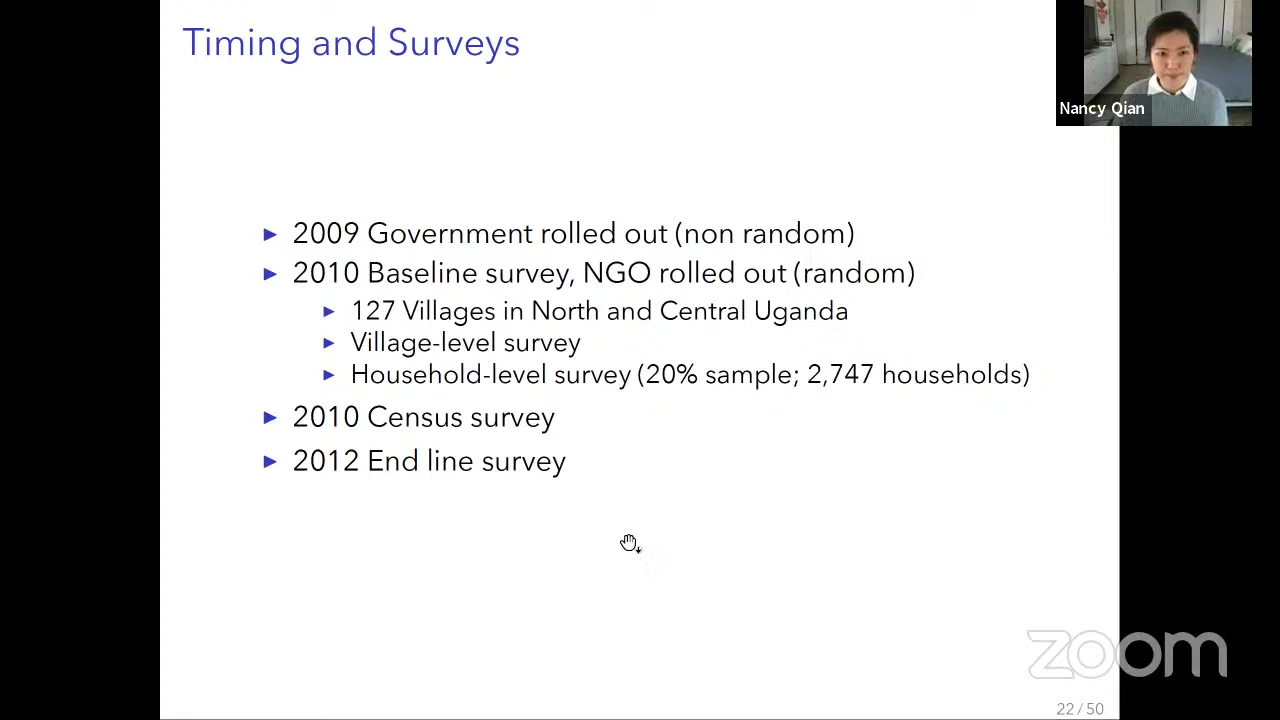 Timing and Surveys
Nancy Qian
► 2009 Government rolled out (non random)
► 2010 Baseline survey, NGO rolled out (random)
► 127 Villages in North and Central Uganda
► Village-level survey
► Household-level survey (20% sample; 2,747 households)
► 2010 Census survey
► 2012 End line survey
zoom
22 / 50